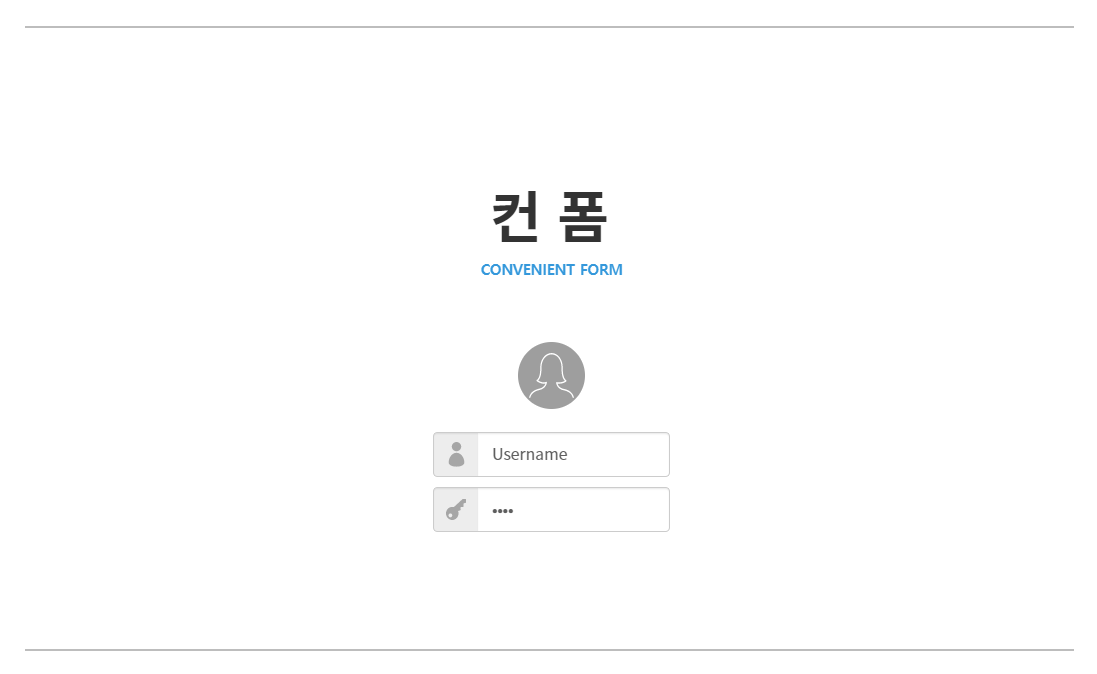 컨 폼
CONVENIENT FORM
Username
••••